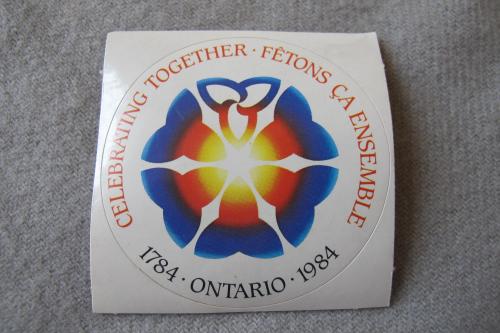 CELEBRATING TOGETHER · FÊTONS ÇA ENSEMBLE
1784 · ONTARIO · 1984